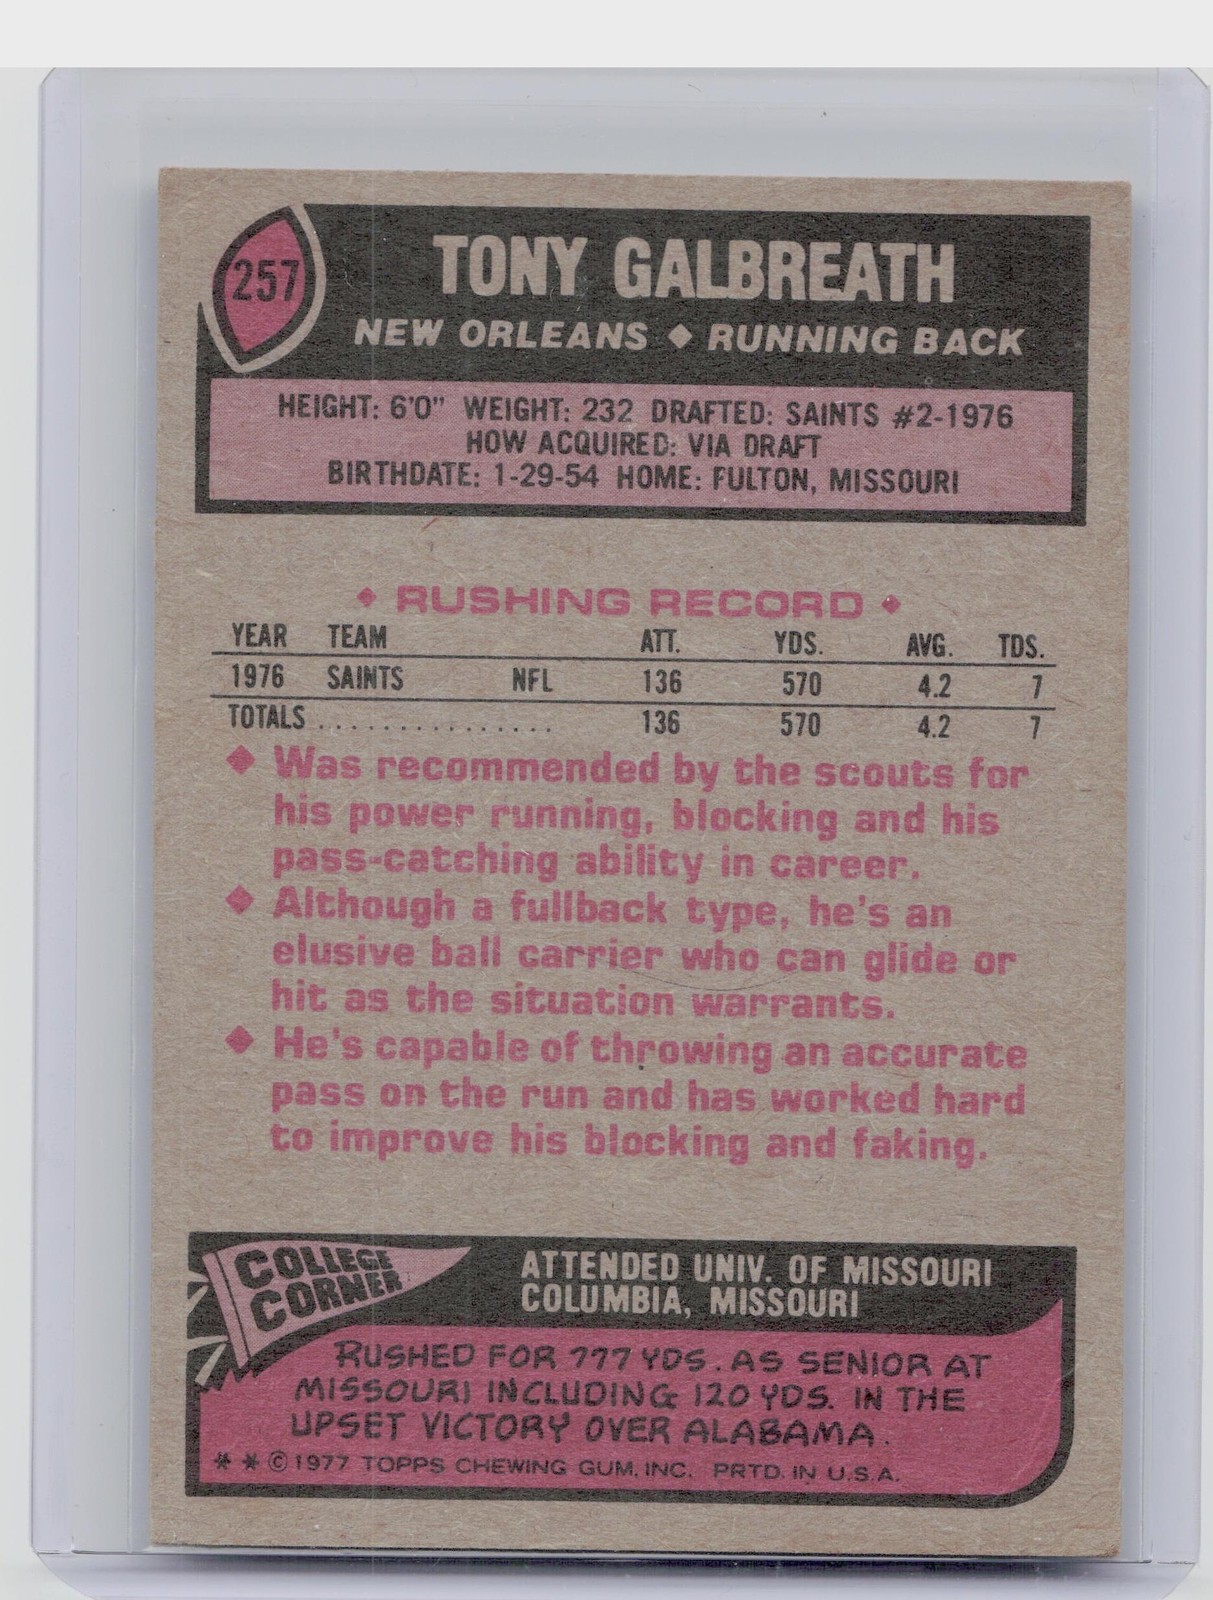 257
TONY GALBREATH
NEW ORLEANS ◆ RUNNING BACK
HEIGHT: 6'0" WEIGHT: 232 DRAFTED: SAINTS #2-1976
HOW ACQUIRED: VIA DRAFT
BIRTHDATE: 1-29-54 HOME: FULTON, MISSOURI
◆ RUSHING RECORD ◆
YEAR TEAM ATT. YDS. AVG. TDS.
1976 SAINTS NFL 136 570 4.2 7
TOTALS ................ 136 570 4.2 7
◆ Was recommended by the scouts for
his power running, blocking and his
pass-catching ability in career.
◆ Although a fullback type, he's an
elusive ball carrier who can glide or
hit as the situation warrants.
◆ He's capable of throwing an accurate
pass on the run and has worked hard
to improve his blocking and faking.
COLLEGE
CORNER
ATTENDED UNIV. OF MISSOURI
COLUMBIA, MISSOURI
RUSHED FOR 777 YDS. AS SENIOR AT
MISSOURI INCLUDING 120 YDS. IN THE
UPSET VICTORY OVER ALABAMA.
* * © 1977 TOPPS CHEWING GUM, INC. PRTD. IN U.S.A.